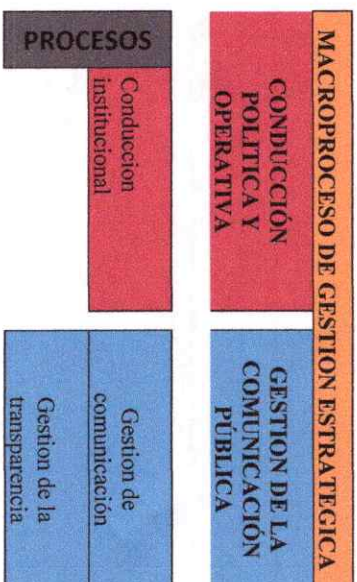 MACROPROCESO DE GESTION ESTRATEGICA
CONDUCCIÓN
POLITICA Y
OPERATIVA
GESTION DE LA
COMUNICACIÓN
PÚBLICA
PROCESOS
Conduccion
institucional
Gestion de
comunicación
Gestion de la
transparencia